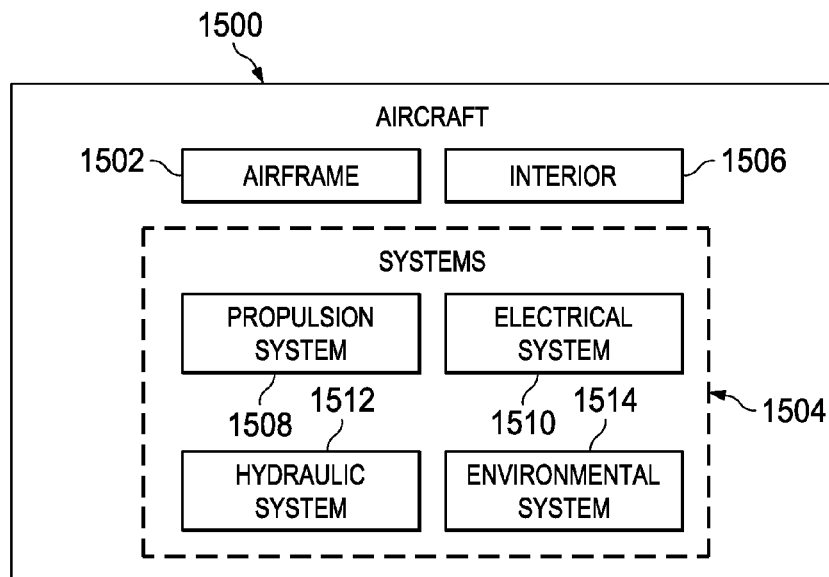 1500
AIRCRAFT
1502
AIRFRAME
INTERIOR
1506
SYSTEMS
PROPULSION
SYSTEM
ELECTRICAL
SYSTEM
1508
1512
1510
1514
1504
HYDRAULIC
SYSTEM
ENVIRONMENTAL
SYSTEM